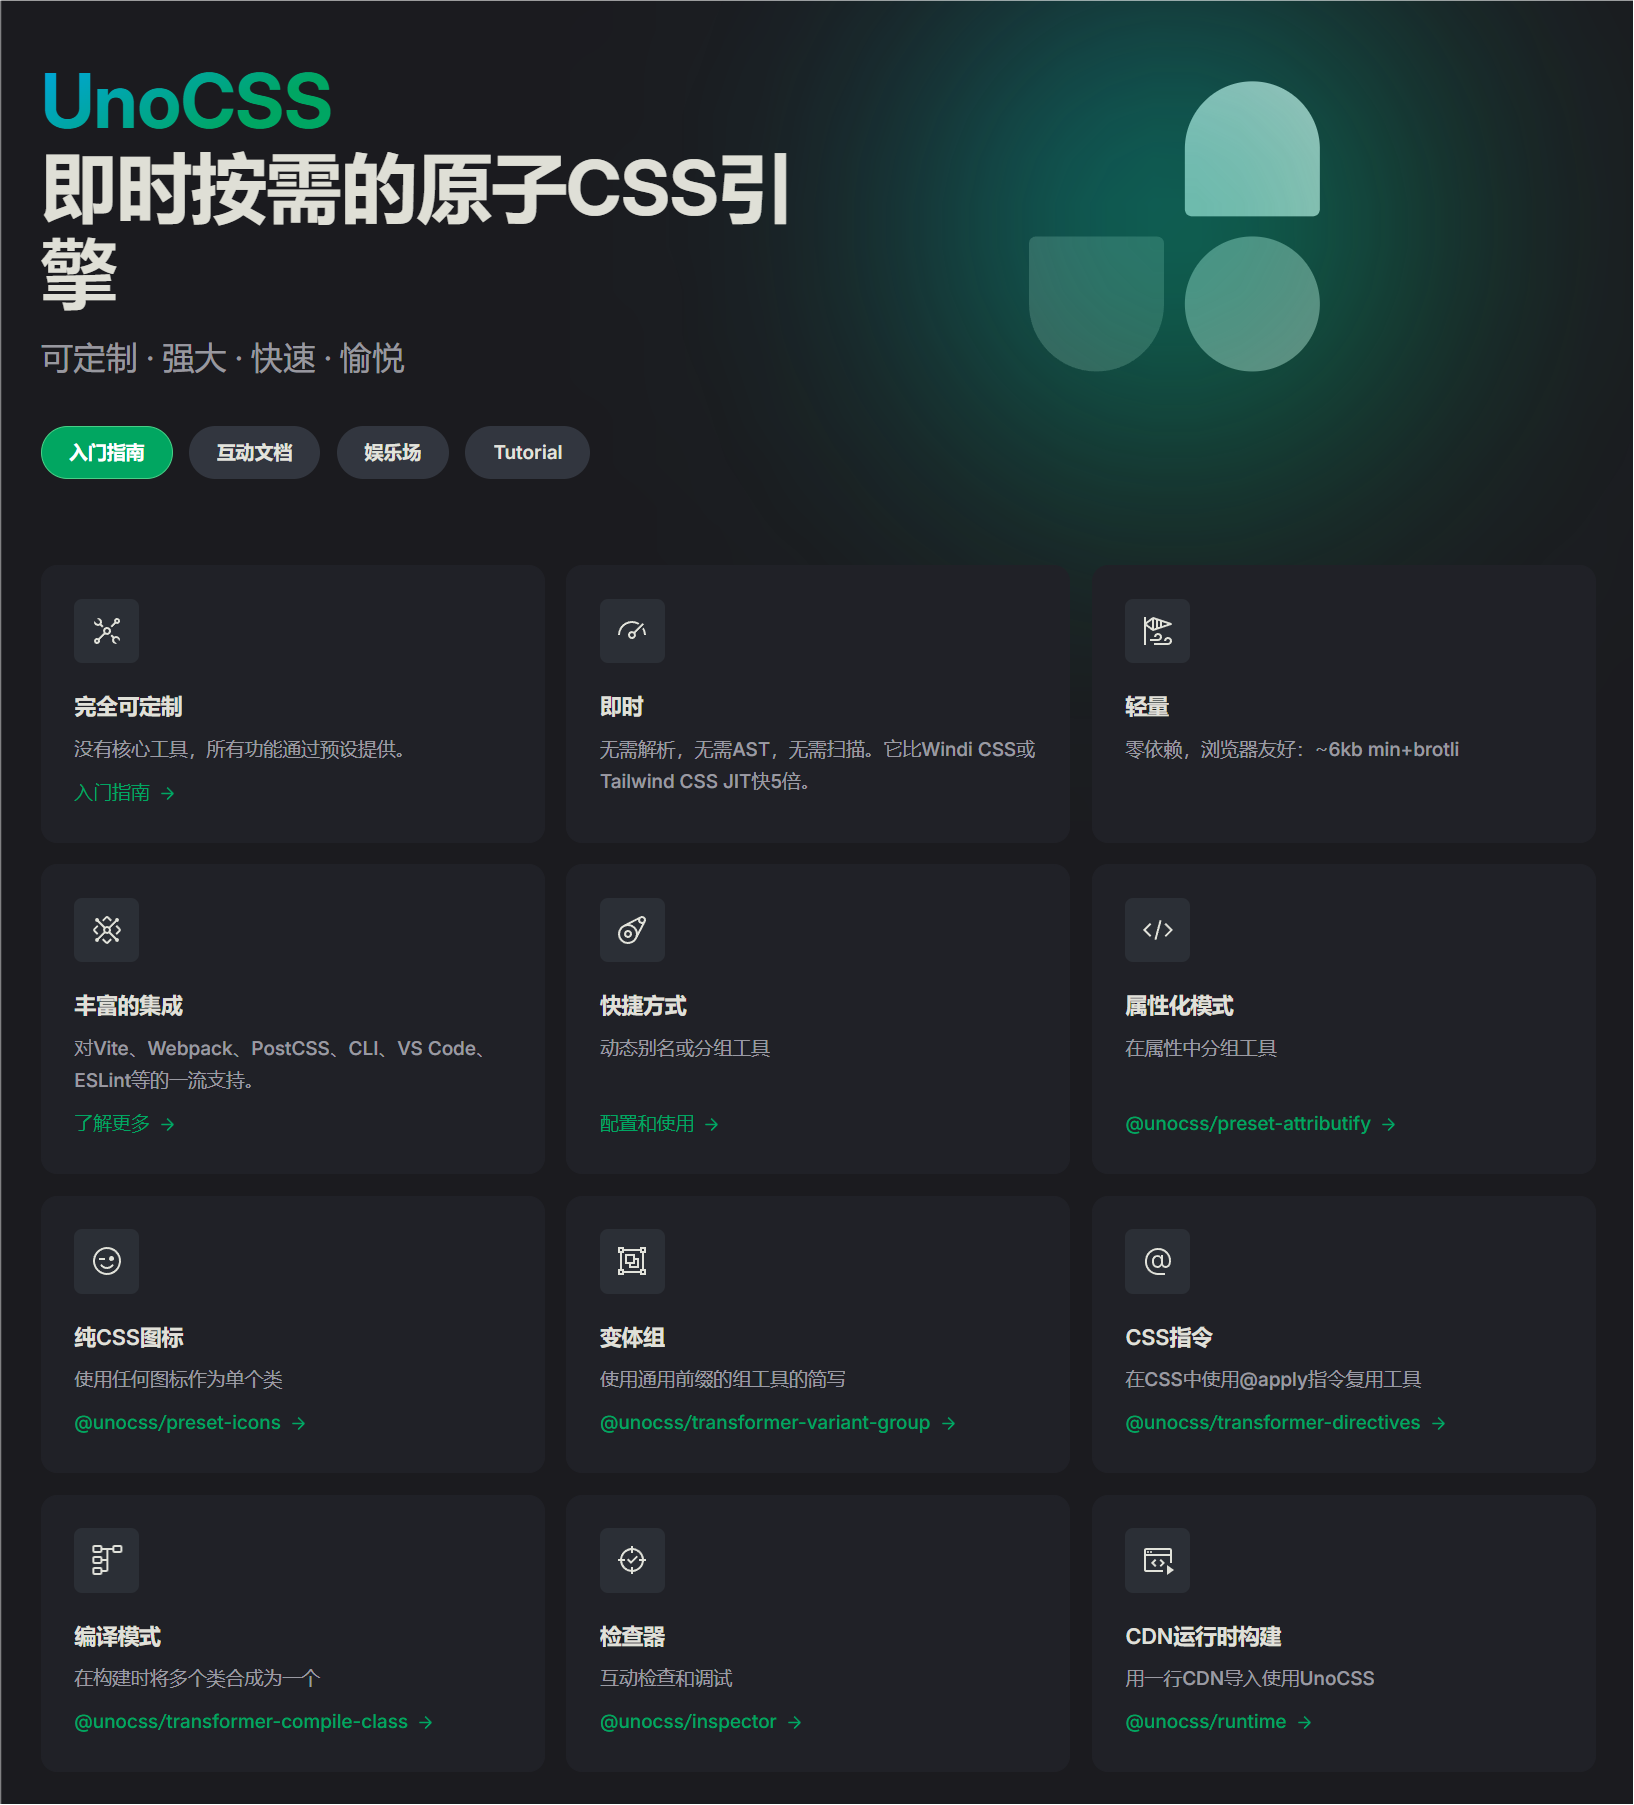 UnoCSS
即时按需的原子CSS引
擎
可定制 · 强大 · 快速 · 愉悦
入门指南
互动文档
娱乐场
Tutorial
完全可定制
没有核心工具，所有功能通过预设提供。
入门指南 →
即时
无需解析，无需AST，无需扫描。它比Windi CSS或
Tailwind CSS JIT快5倍。
轻量
零依赖，浏览器友好：~6kb min+brotli
丰富的集成
对Vite、Webpack、PostCSS、CLI、VS Code、
ESLint等的一流支持。
了解更多 →
快捷方式
动态别名或分组工具
配置和使用 →
属性化模式
在属性中分组工具
@unocss/preset-attributify →
纯CSS图标
使用任何图标作为单个类
@unocss/preset-icons →
变体组
使用通用前缀的组工具的简写
@unocss/transformer-variant-group →
CSS指令
在CSS中使用@apply指令复用工具
@unocss/transformer-directives →
编译模式
在构建时将多个类合成为一个
@unocss/transformer-compile-class →
检查器
互动检查和调试
@unocss/inspector →
CDN运行时构建
用一行CDN导入使用UnoCSS
@unocss/runtime →